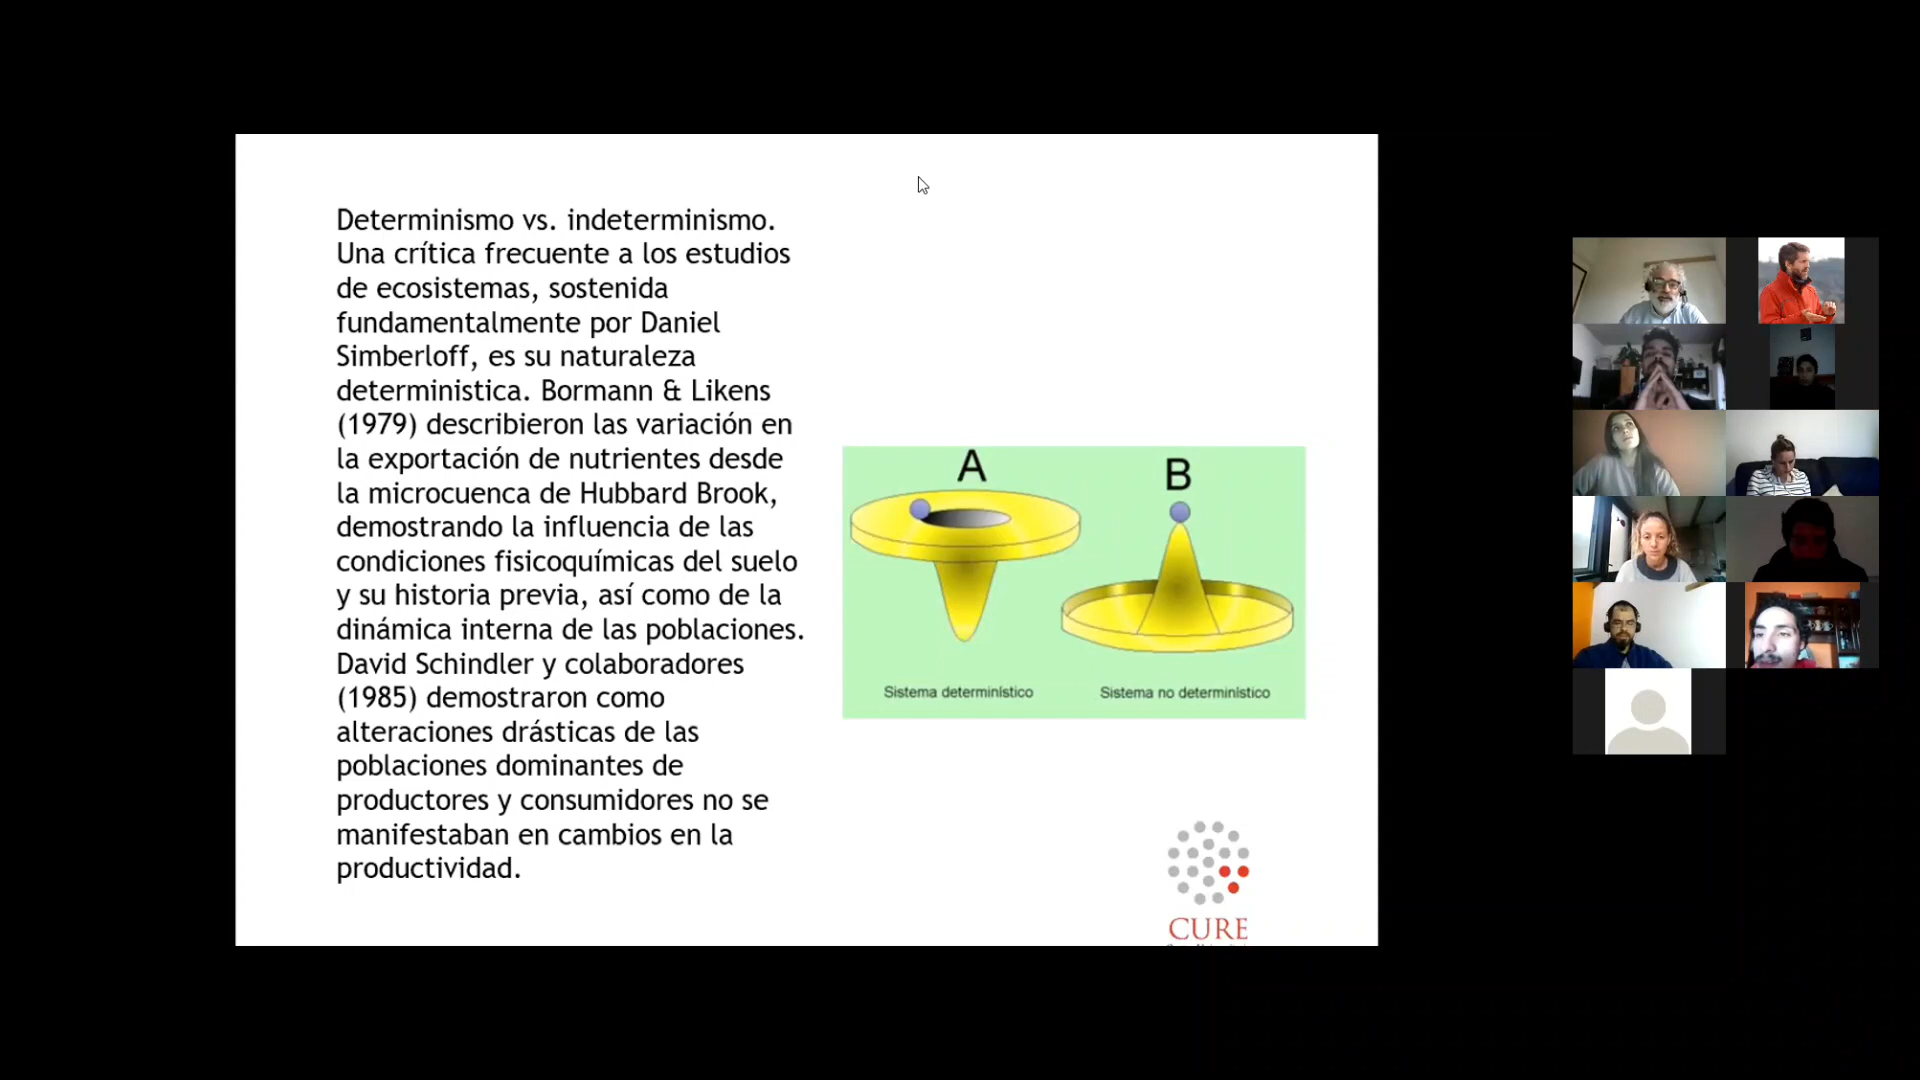 Determinismo vs. indeterminismo.
Una crítica frecuente a los estudios
de ecosistemas, sostenida
fundamentalmente por Daniel
Simberloff, es su naturaleza
deterministica. Bormann & Likens
(1979) describieron las variación en
la exportación de nutrientes desde
la microcuenca de Hubbard Brook,
demostrando la influencia de las
condiciones fisicoquímicas del suelo
y su historia previa, así como de la
dinámica interna de las poblaciones.
David Schindler y colaboradores
(1985) demostraron como
alteraciones drásticas de las
poblaciones dominantes de
productores y consumidores no se
manifestaban en cambios en la
productividad.
A
B
Sistema determinístico
Sistema no determinístico
CURE